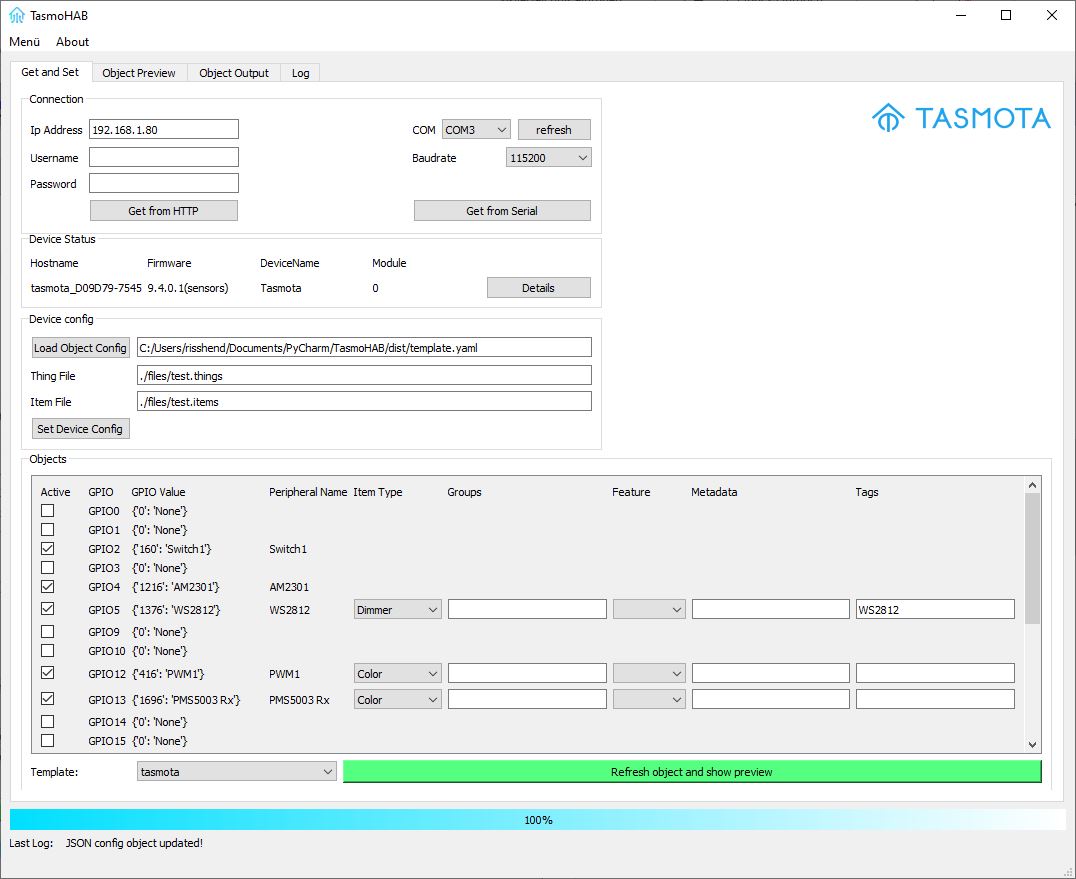 TasmoHAB
Menü About
Get and Set Object Preview Object Output Log
Connection
TASMOTA
Ip Address 192.168.1.80 COM COM3 refresh
Username Baudrate 115200
Password
Get from HTTP Get from Serial
Device Status
Hostname Firmware DeviceName Module
tasmota_D09D79-7545 9.4.0.1(sensors) Tasmota 0 Details
Device config
Load Object Config C:/Users/risshend/Documents/PyCharm/TasmoHAB/dist/template.yaml
Thing File ./files/test.things
Item File ./files/test.items
Set Device Config
Objects
Active GPIO GPIO Value Peripheral Name Item Type Groups Feature Metadata Tags
GPIO0 {'0': 'None'}
GPIO1 {'0': 'None'}
GPIO2 {'160': 'Switch1'} Switch1
GPIO3 {'0': 'None'}
GPIO4 {'1216': 'AM2301'} AM2301
GPIO5 {'1376': 'WS2812'} WS2812 Dimmer WS2812
GPIO9 {'0': 'None'}
GPIO10 {'0': 'None'}
GPIO12 {'416': 'PWM1'} PWM1 Color
GPIO13 {'1696': 'PMS5003 Rx'} PMS5003 Rx Color
GPIO14 {'0': 'None'}
GPIO15 {'0': 'None'}
Template: tasmota Refresh object and show preview
100%
Last Log: JSON config object updated!